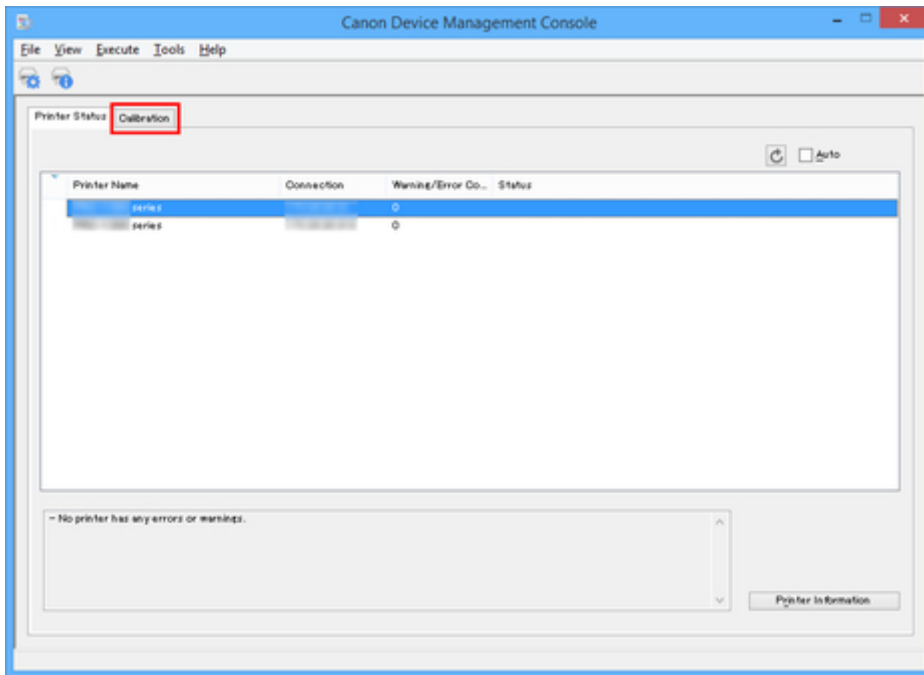 Canon Device Management Console
File View Execute Tools Help
Printer Status Calibration
Auto
Printer Name Connection Warning/Error Co... Status
series 0
series 0
- No printer has any errors or warnings.
Printer Information